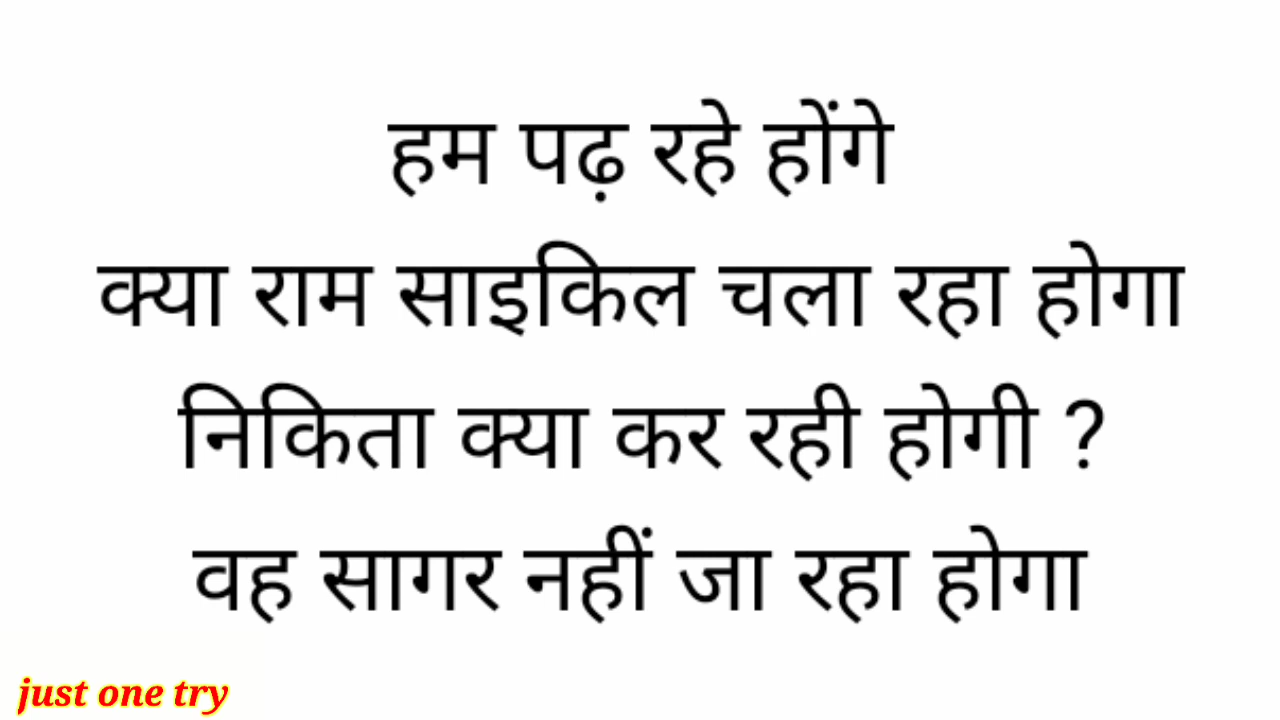 हम पढ़ रहे होंगे
क्या राम साइकिल चला रहा होगा
निकिता क्या कर रही होगी ?
वह सागर नहीं जा रहा होगा
just one try